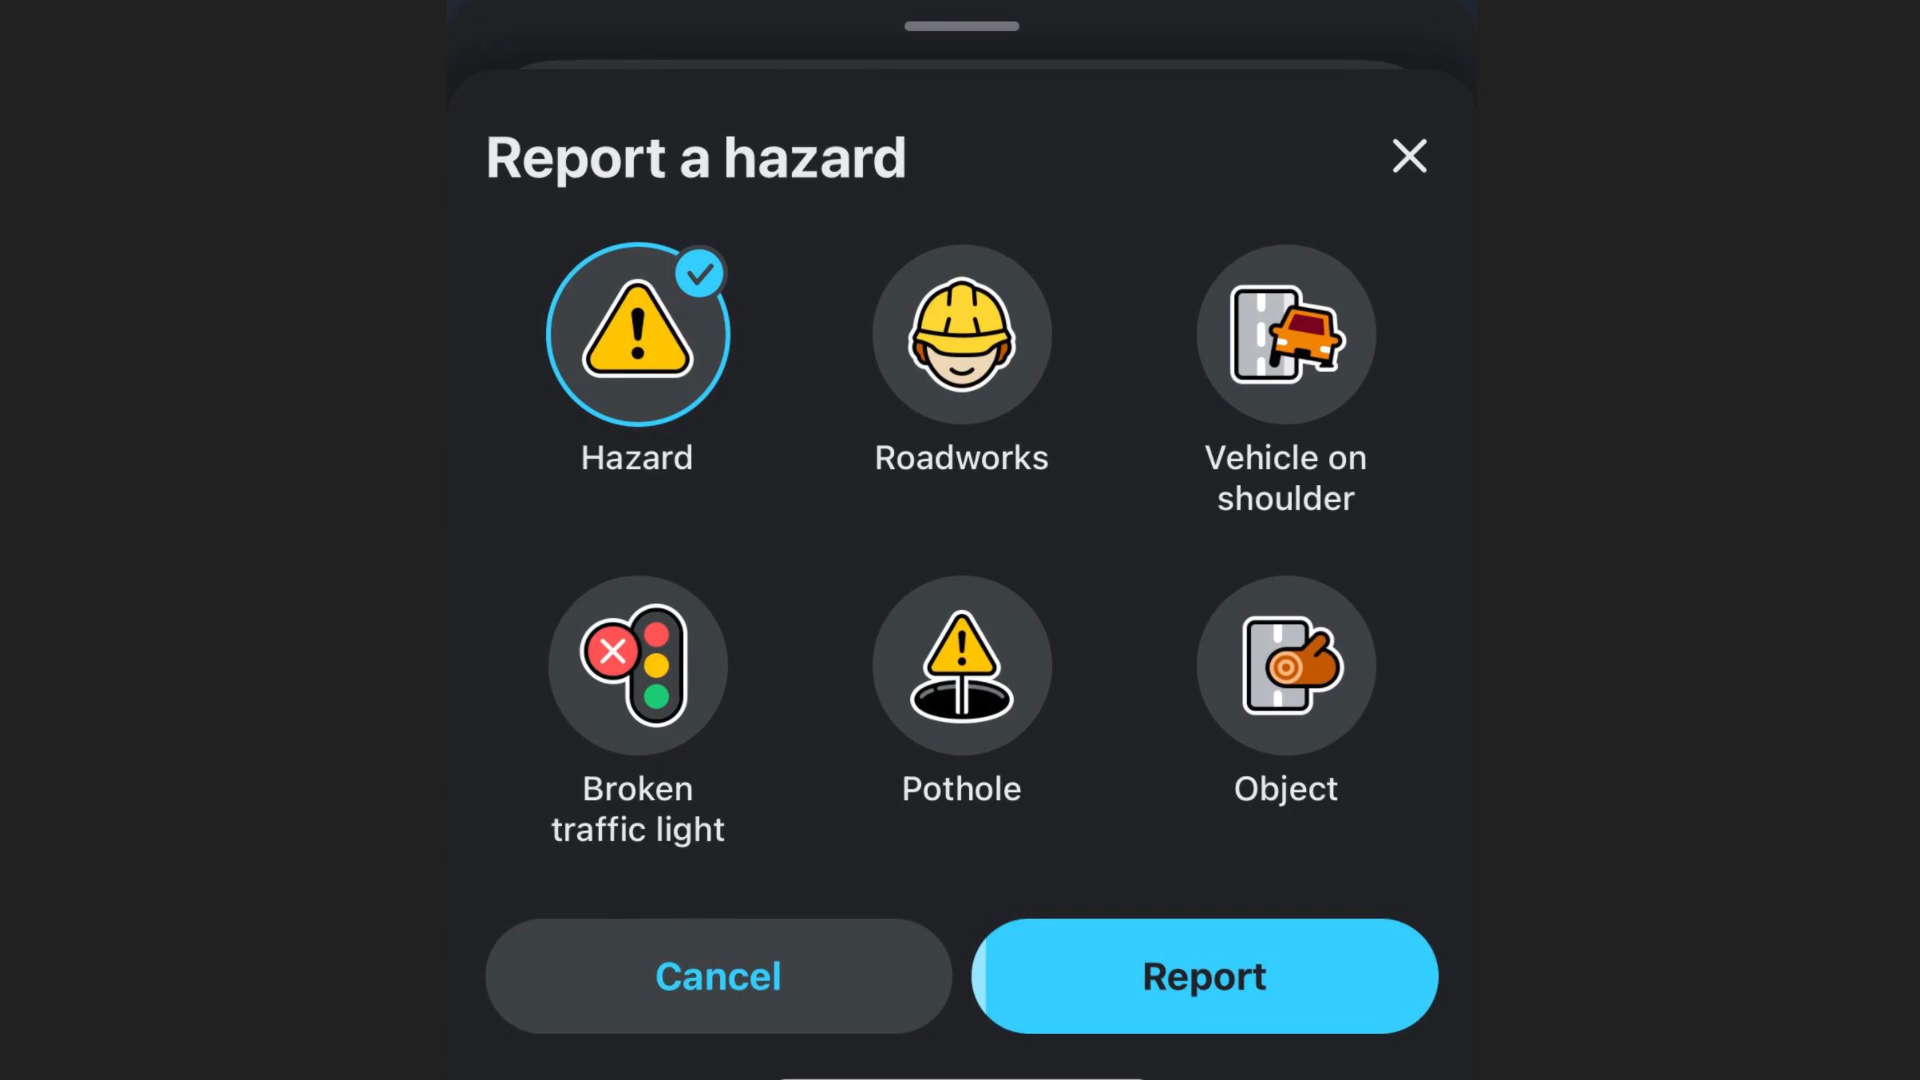 Report a hazard
Hazard
Roadworks
Vehicle on
shoulder
Broken
traffic light
Pothole
Object
Cancel
Report